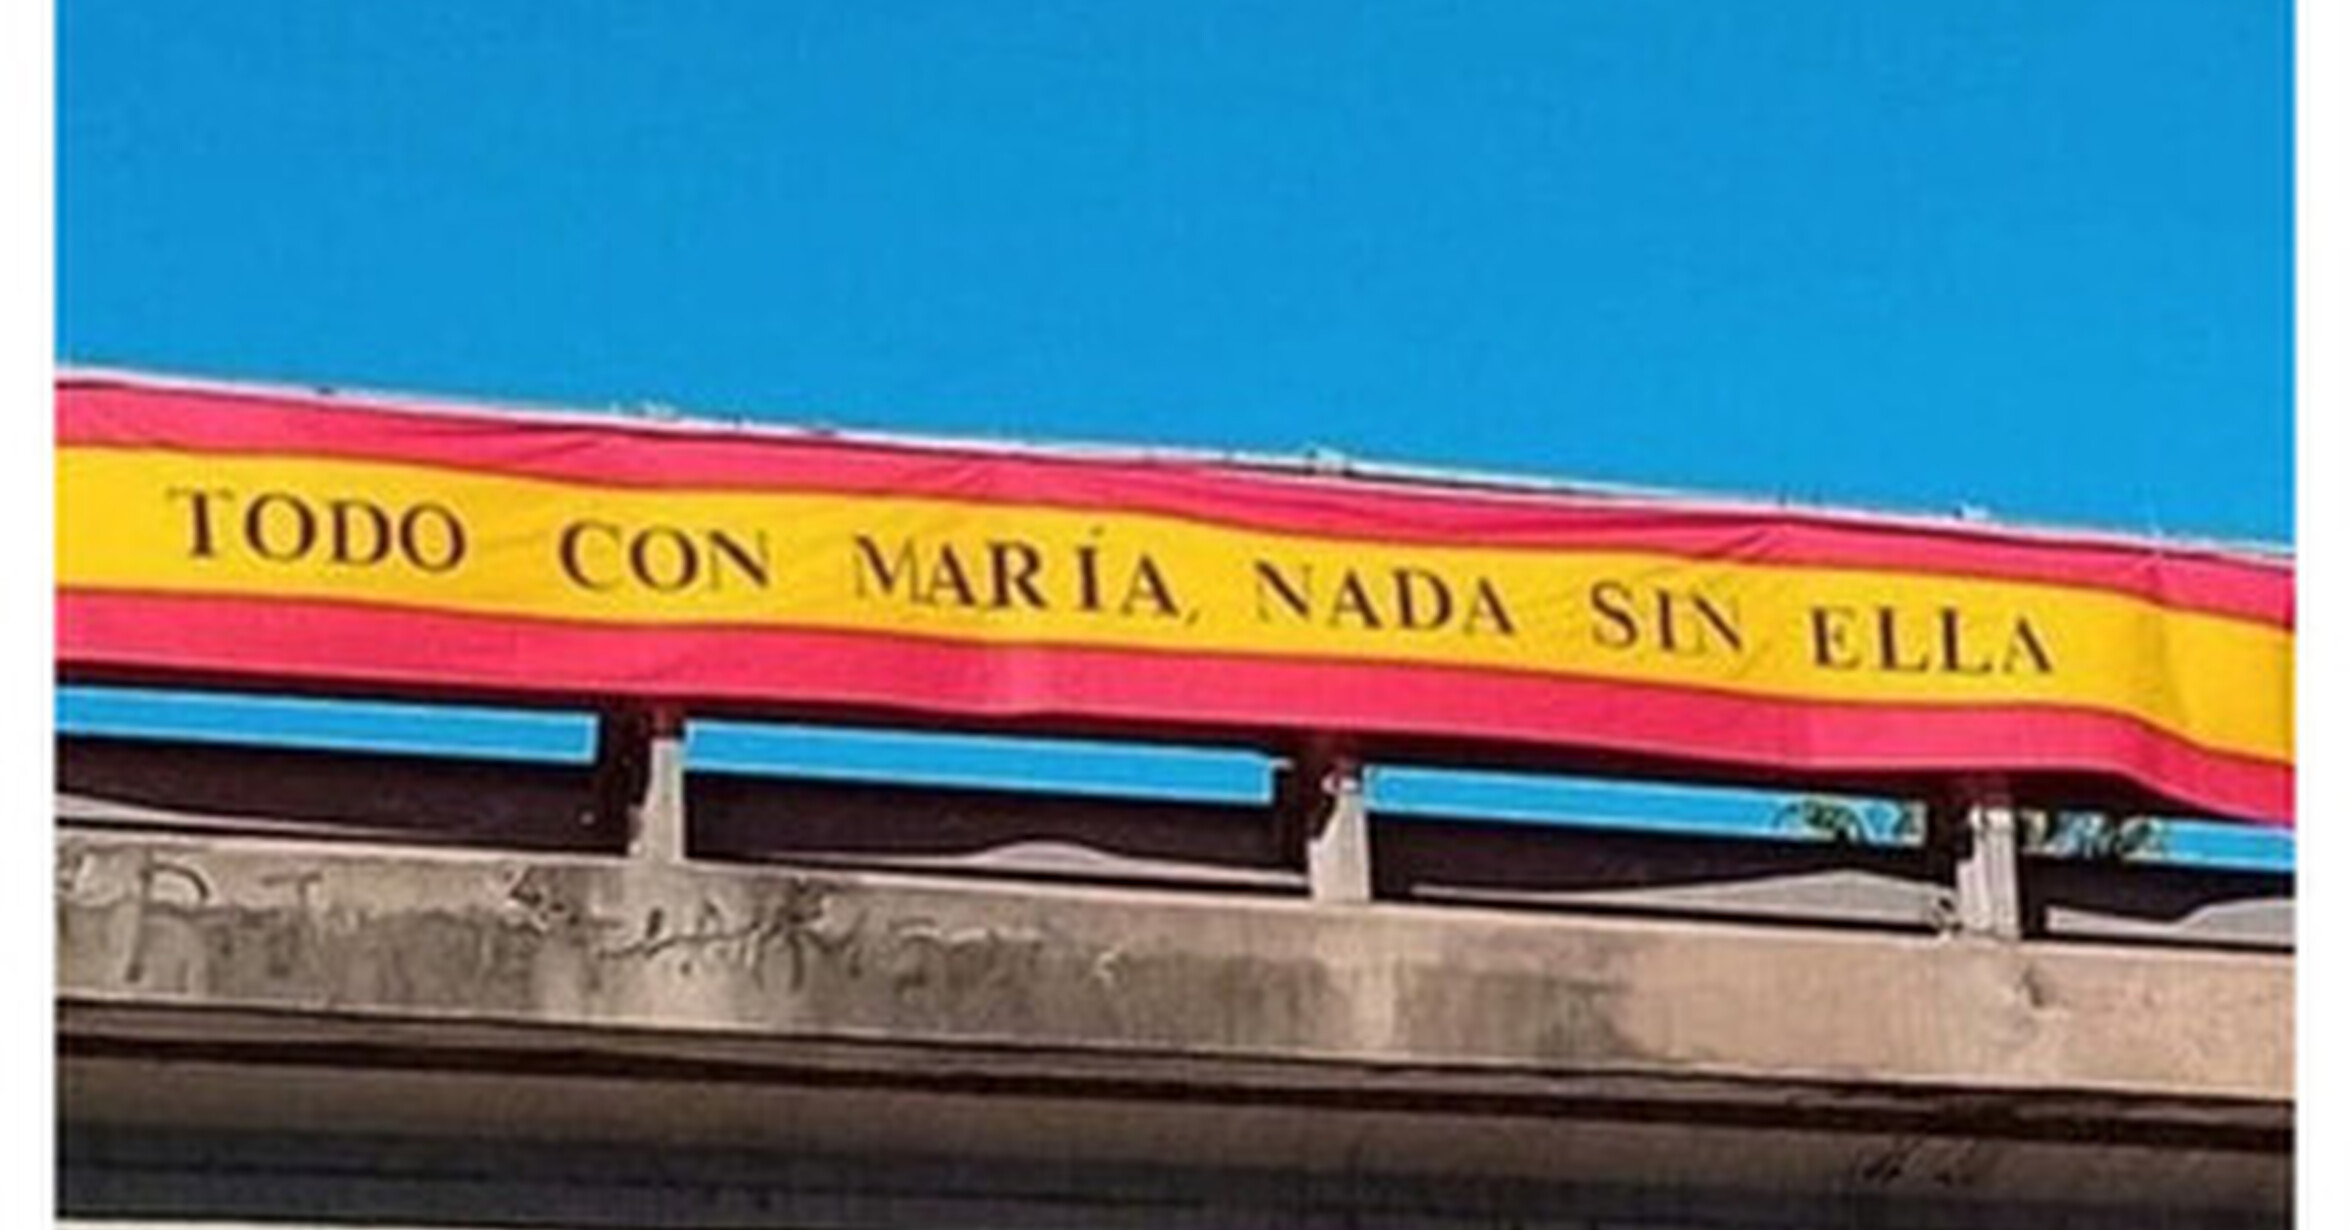 TODO CON MARÍA, NADA SIN ELLA